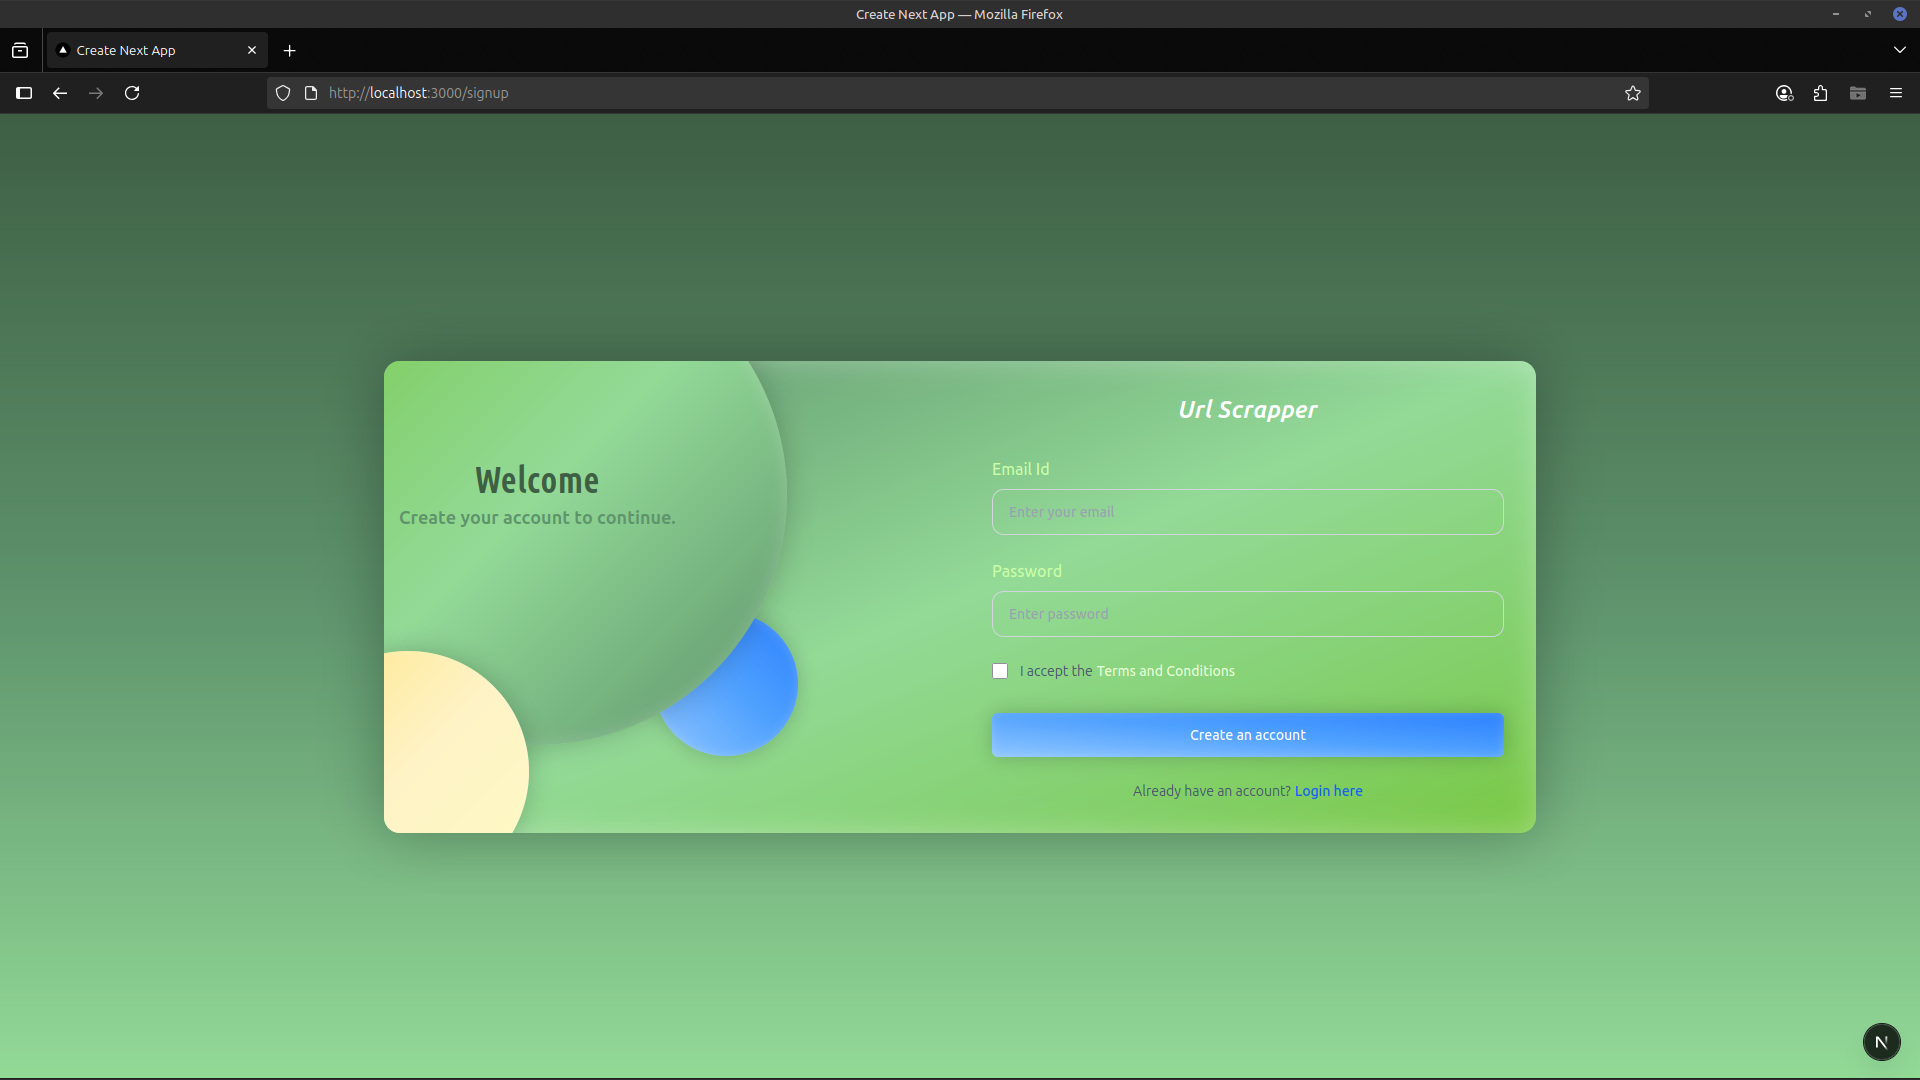 Create Next App — Mozilla Firefox
Create Next App
http://localhost:3000/signup
Welcome
Create your account to continue.
Url Scrapper
Email Id
Enter your email
Password
Enter password
I accept the Terms and Conditions
Create an account
Already have an account? Login here
N